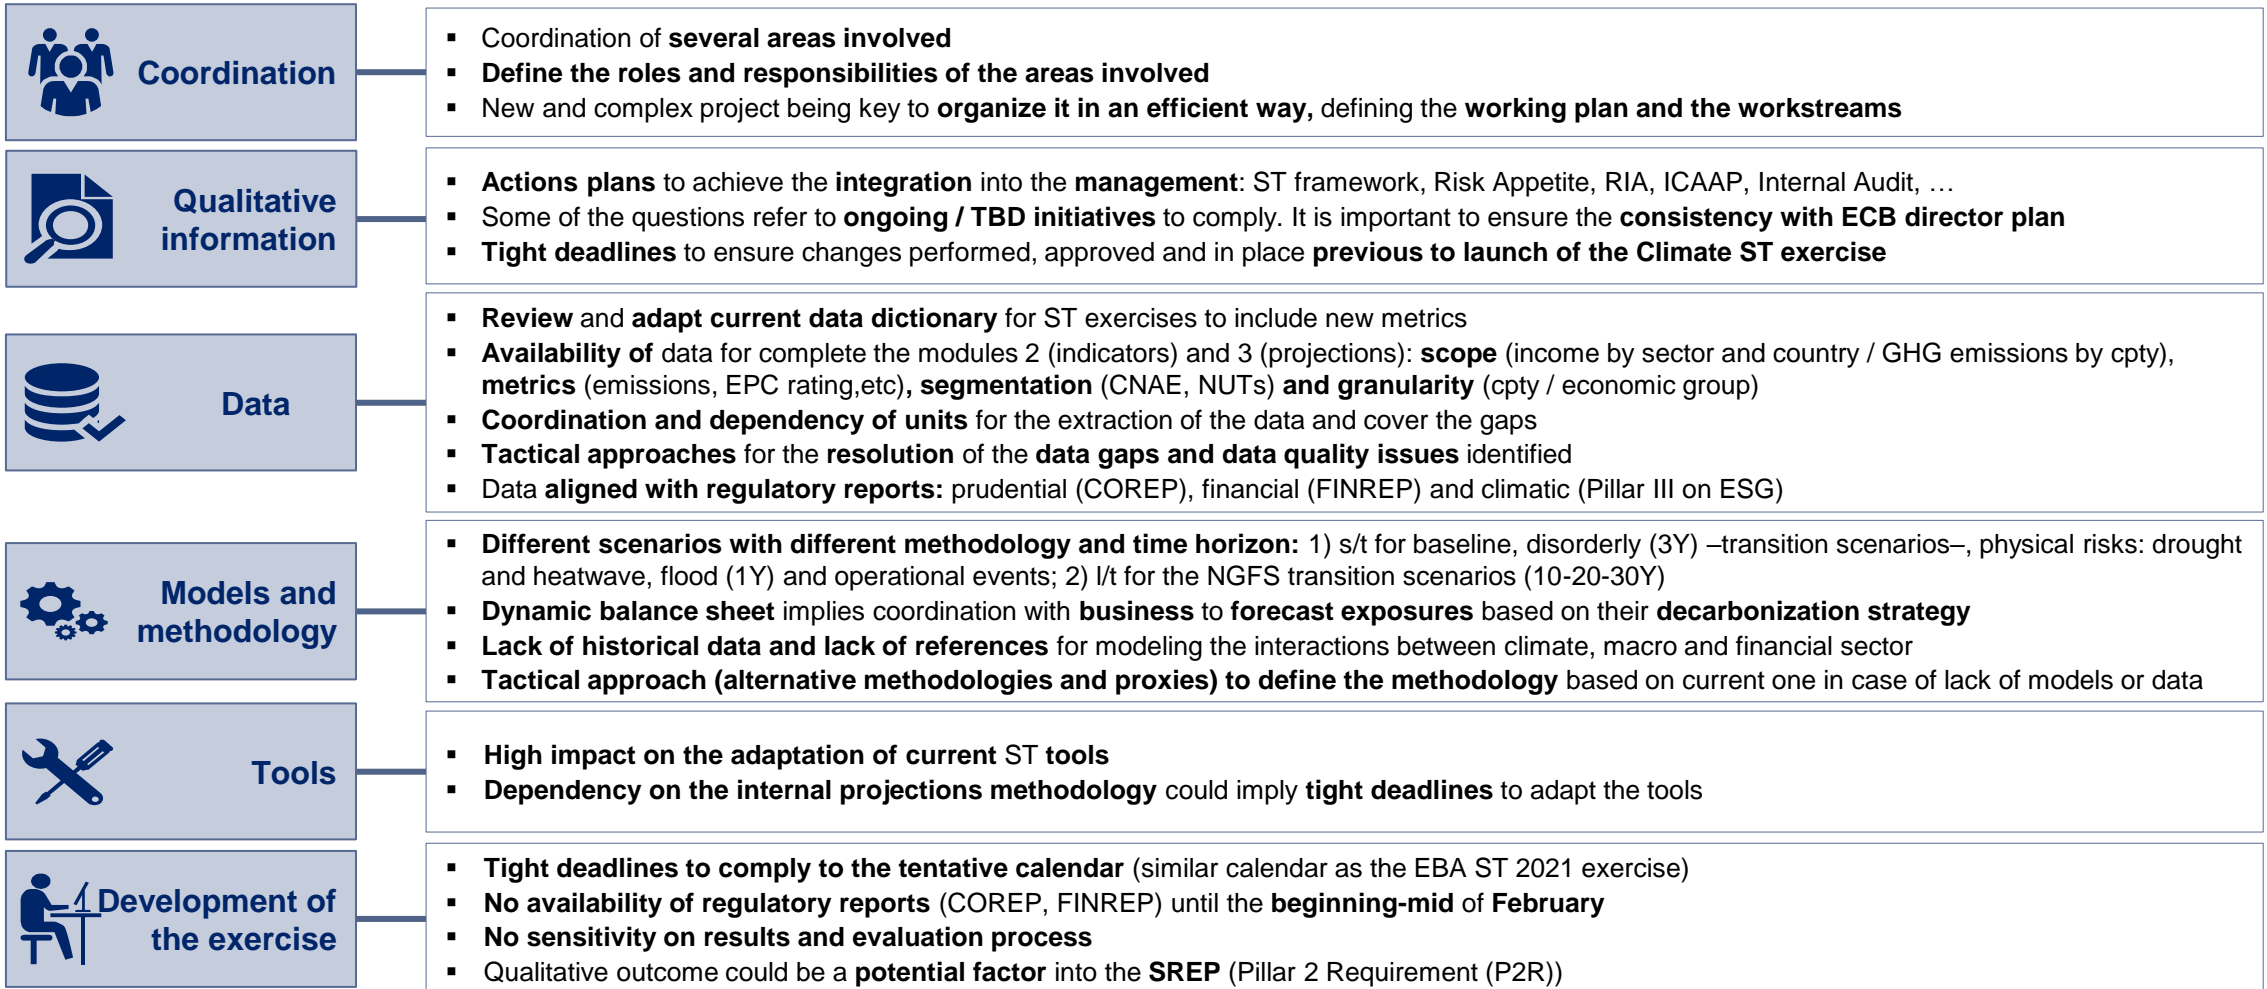 Coordination
▪ Coordination of several areas involved
▪ Define the roles and responsibilities of the areas involved
▪ New and complex project being key to organize it in an efficient way, defining the working plan and the workstreams
Qualitative
information
▪ Actions plans to achieve the integration into the management: ST framework, Risk Appetite, RIA, ICAAP, Internal Audit, …
▪ Some of the questions refer to ongoing / TBD initiatives to comply. It is important to ensure the consistency with ECB director plan
▪ Tight deadlines to ensure changes performed, approved and in place previous to launch of the Climate ST exercise
Data
▪ Review and adapt current data dictionary for ST exercises to include new metrics
▪ Availability of data for complete the modules 2 (indicators) and 3 (projections): scope (income by sector and country / GHG emissions by cpty),
metrics (emissions, EPC rating,etc), segmentation (CNAE, NUTs) and granularity (cpty / economic group)
▪ Coordination and dependency of units for the extraction of the data and cover the gaps
▪ Tactical approaches for the resolution of the data gaps and data quality issues identified
▪ Data aligned with regulatory reports: prudential (COREP), financial (FINREP) and climatic (Pillar III on ESG)
Models and
methodology
▪ Different scenarios with different methodology and time horizon: 1) s/t for baseline, disorderly (3Y) –transition scenarios–, physical risks: drought
and heatwave, flood (1Y) and operational events; 2) l/t for the NGFS transition scenarios (10-20-30Y)
▪ Dynamic balance sheet implies coordination with business to forecast exposures based on their decarbonization strategy
▪ Lack of historical data and lack of references for modeling the interactions between climate, macro and financial sector
▪ Tactical approach (alternative methodologies and proxies) to define the methodology based on current one in case of lack of models or data
Tools
▪ High impact on the adaptation of current ST tools
▪ Dependency on the internal projections methodology could imply tight deadlines to adapt the tools
Development of
the exercise
▪ Tight deadlines to comply to the tentative calendar (similar calendar as the EBA ST 2021 exercise)
▪ No availability of regulatory reports (COREP, FINREP) until the beginning-mid of February
▪ No sensitivity on results and evaluation process
▪ Qualitative outcome could be a potential factor into the SREP (Pillar 2 Requirement (P2R))